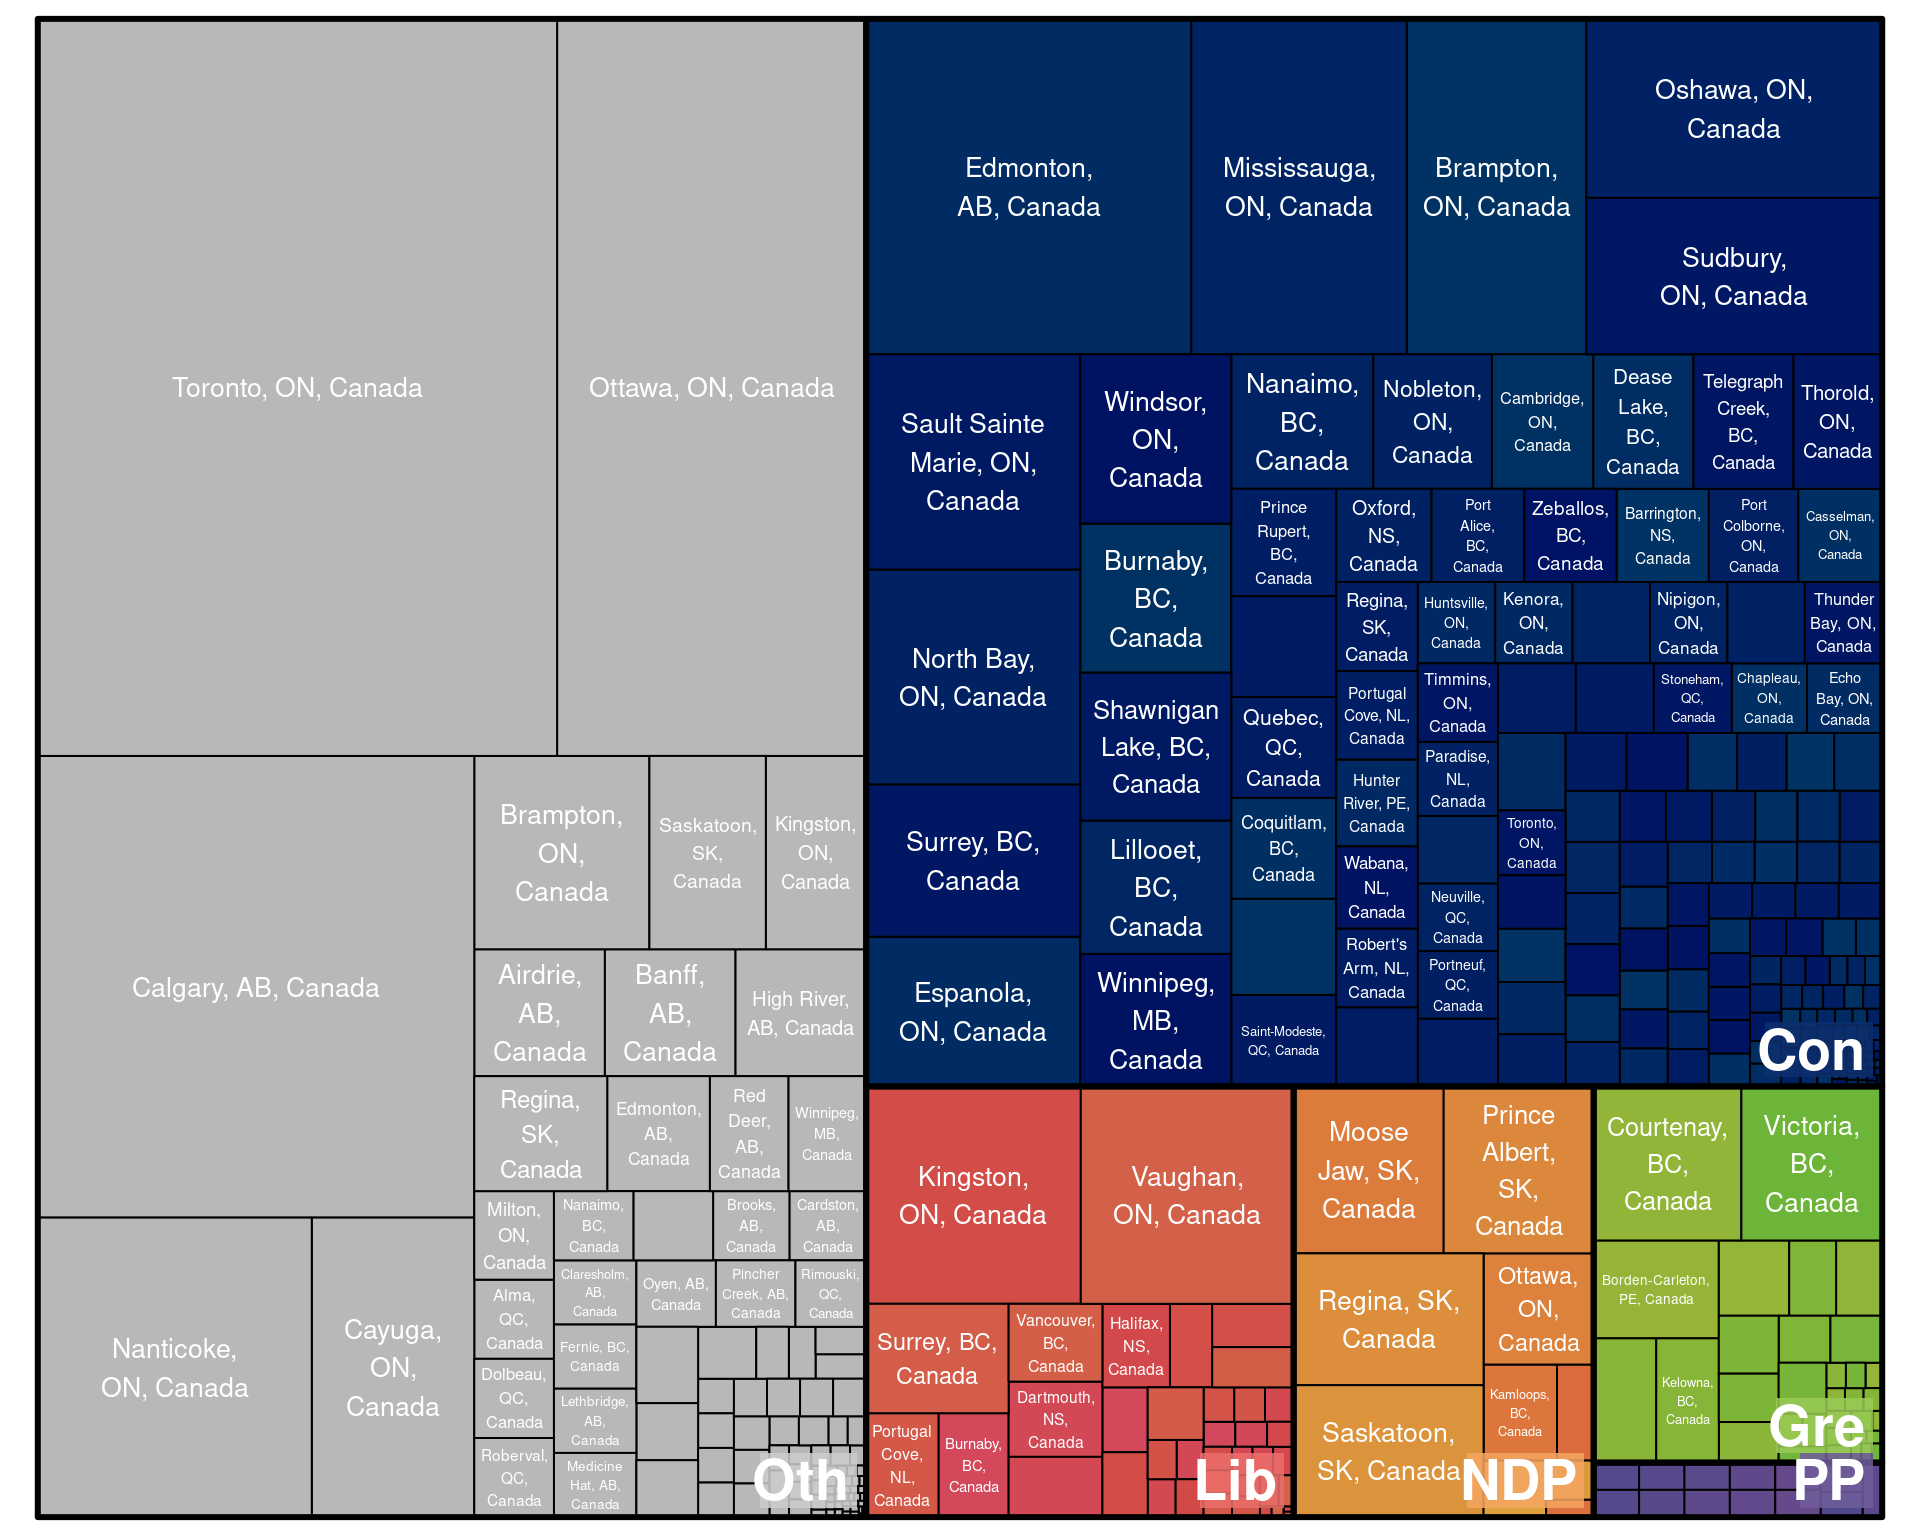 Toronto, ON, Canada
Ottawa, ON, Canada
Calgary, AB, Canada
Nanticoke,
ON, Canada
Cayuga,
ON,
Canada
Brampton,
ON,
Canada
Saskatoon,
SK,
Canada
Kingston,
ON,
Canada
Airdrie,
AB,
Canada
Banff,
AB,
Canada
High River,
AB, Canada
Regina,
SK,
Canada
Edmonton,
AB,
Canada
Red
Deer,
AB,
Canada
Winnipeg,
MB,
Canada
Milton,
ON,
Canada
Nanaimo,
BC,
Canada
Brooks,
AB,
Canada
Cardston,
AB,
Canada
Claresholm,
AB,
Canada
Oyen, AB,
Canada
Pincher
Creek, AB,
Canada
Rimouski,
QC,
Canada
Alma,
QC,
Canada
Fernie, BC,
Canada
Dolbeau,
QC,
Canada
Lethbridge,
AB,
Canada
Roberval,
QC,
Canada
Medicine
Hat, AB,
Canada
Oth
Edmonton,
AB, Canada
Mississauga,
ON, Canada
Brampton,
ON, Canada
Oshawa, ON,
Canada
Sudbury,
ON, Canada
Sault Sainte
Marie, ON,
Canada
North Bay,
ON, Canada
Surrey, BC,
Canada
Espanola,
ON, Canada
Windsor,
ON,
Canada
Burnaby,
BC,
Canada
Shawnigan
Lake, BC,
Canada
Lillooet,
BC,
Canada
Winnipeg,
MB,
Canada
Nanaimo,
BC,
Canada
Nobleton,
ON,
Canada
Cambridge,
ON,
Canada
Dease
Lake,
BC,
Canada
Telegraph
Creek,
BC,
Canada
Thorold,
ON,
Canada
Prince
Rupert,
BC,
Canada
Oxford,
NS,
Canada
Port
Alice,
BC,
Canada
Zeballos,
BC,
Canada
Barrington,
NS,
Canada
Port
Colborne,
ON,
Canada
Casselman,
ON,
Canada
Quebec,
QC,
Canada
Coquitlam,
BC,
Canada
Saint-Modeste,
QC, Canada
Regina,
SK,
Canada
Portugal
Cove, NL,
Canada
Hunter
River, PE,
Canada
Wabana,
NL,
Canada
Robert's
Arm, NL,
Canada
Huntsville,
ON,
Canada
Kenora,
ON,
Canada
Nipigon,
ON,
Canada
Thunder
Bay, ON,
Canada
Timmins,
ON,
Canada
Paradise,
NL,
Canada
Neuville,
QC,
Canada
Portneuf,
QC,
Canada
Stoneham,
QC,
Canada
Chapleau,
ON,
Canada
Echo
Bay, ON,
Canada
Toronto,
ON,
Canada
Con
Kingston,
ON, Canada
Vaughan,
ON, Canada
Surrey, BC,
Canada
Vancouver,
BC,
Canada
Halifax,
NS,
Canada
Dartmouth,
NS,
Canada
Portugal
Cove,
NL,
Canada
Burnaby,
BC,
Canada
Lib
Moose
Jaw, SK,
Canada
Prince
Albert,
SK,
Canada
Regina, SK,
Canada
Ottawa,
ON,
Canada
Saskatoon,
SK, Canada
Kamloops,
BC,
Canada
NDP
Courtenay,
BC,
Canada
Victoria,
BC,
Canada
Borden-Carleton,
PE, Canada
Kelowna,
BC,
Canada
Gre
PP